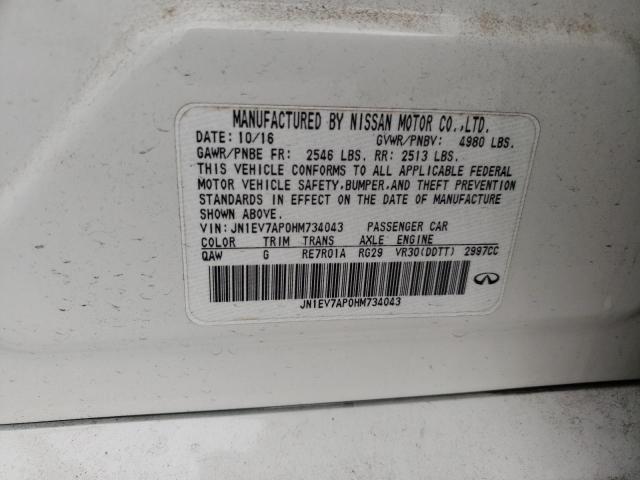 MANUFACTURED BY NISSAN MOTOR CO.,LTD.
DATE: 10/16 GVWR/PNBV: 4980 LBS.
GAWR/PNBE FR: 2546 LBS. RR: 2513 LBS.
THIS VEHICLE CONFORMS TO ALL APPLICABLE FEDERAL
MOTOR VEHICLE SAFETY, BUMPER, AND THEFT PREVENTION
STANDARDS IN EFFECT ON THE DATE OF MANUFACTURE
SHOWN ABOVE.
VIN: JN1EV7AP0HM734043 PASSENGER CAR
COLOR TRIM TRANS AXLE ENGINE
QAW G RE7R01A RG29 VR30(DDTT) 2997CC
JN1EV7AP0HM734043